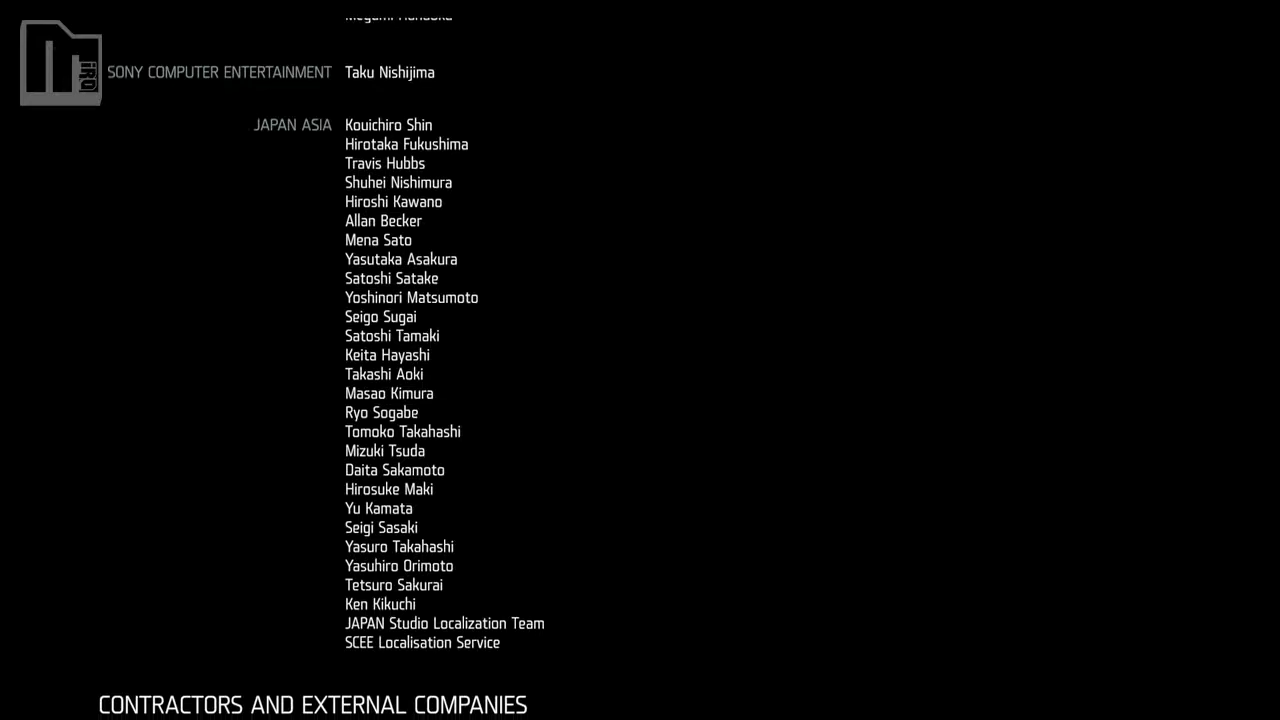 SONY COMPUTER ENTERTAINMENT Taku Nishijima
JAPAN ASIA Kouichiro Shin
Hirotaka Fukushima
Travis Hubbs
Shuhei Nishimura
Hiroshi Kawano
Allan Becker
Mena Sato
Yasutaka Asakura
Satoshi Satake
Yoshinori Matsumoto
Seigo Sugai
Satoshi Tamaki
Keita Hayashi
Takashi Aoki
Masao Kimura
Ryo Sogabe
Tomoko Takahashi
Mizuki Tsuda
Daita Sakamoto
Hirosuke Maki
Yu Kamata
Seigi Sasaki
Yasuro Takahashi
Yasuhiro Orimoto
Tetsuro Sakurai
Ken Kikuchi
JAPAN Studio Localization Team
SCEE Localisation Service
CONTRACTORS AND EXTERNAL COMPANIES